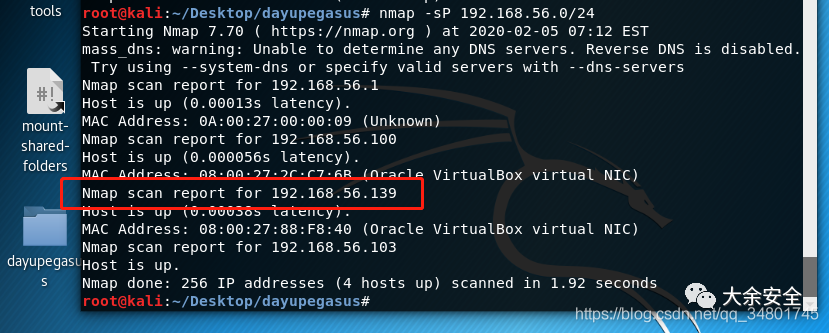 tools
mount-
shared-
folders
dayupegasu
s
root@kali:~/Desktop/dayupegasus# nmap -sP 192.168.56.0/24
Starting Nmap 7.70 ( https://nmap.org ) at 2020-02-05 07:12 EST
mass_dns: warning: Unable to determine any DNS servers. Reverse DNS is disabled.
 Try using --system-dns or specify valid servers with --dns-servers
Nmap scan report for 192.168.56.1
Host is up (0.00013s latency).
MAC Address: 0A:00:27:00:00:09 (Unknown)
Nmap scan report for 192.168.56.100
Host is up (0.000056s latency).
MAC Address: 08:00:27:2C:C7:6B (Oracle VirtualBox virtual NIC)
Nmap scan report for 192.168.56.139
Host is up (0.00038s latency).
MAC Address: 08:00:27:88:F8:40 (Oracle VirtualBox virtual NIC)
Nmap scan report for 192.168.56.103
Host is up.
Nmap done: 256 IP addresses (4 hosts up) scanned in 1.92 seconds
root@kali:~/Desktop/dayupegasus#
#!
大余安全
https://blog.csdn.net/qq_34801745